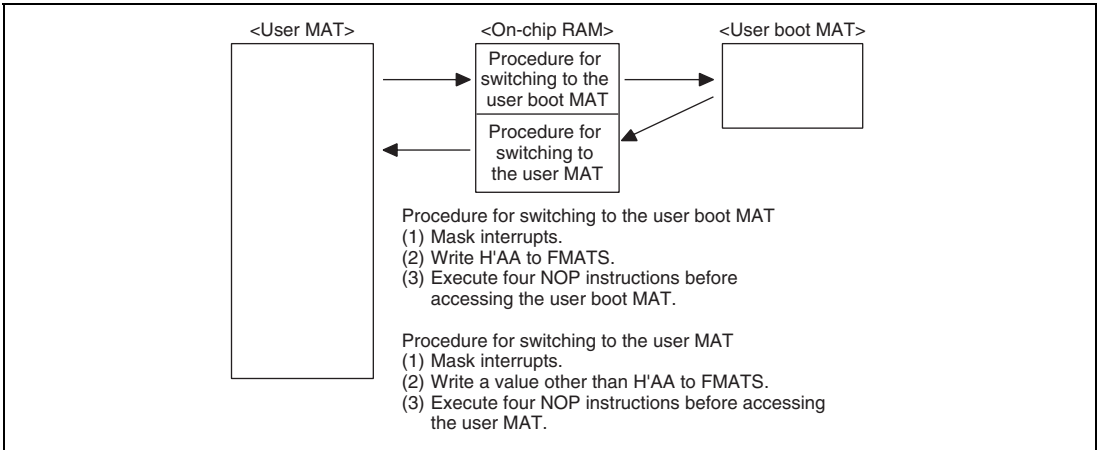 <User MAT>
<On-chip RAM>
<User boot MAT>
Procedure for
switching to the
user boot MAT
Procedure for
switching to
the user MAT
Procedure for switching to the user boot MAT
(1) Mask interrupts.
(2) Write H'AA to FMATS.
(3) Execute four NOP instructions before
accessing the user boot MAT.
Procedure for switching to the user MAT
(1) Mask interrupts.
(2) Write a value other than H'AA to FMATS.
(3) Execute four NOP instructions before accessing
the user MAT.